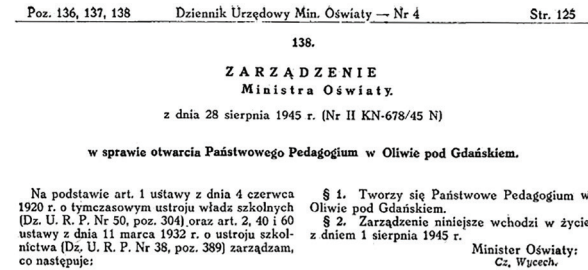 Poz. 136, 137, 138 Dziennik Urzędowy Min. Oświaty — Nr 4 Str. 125
138.
ZARZĄDZENIE
Ministra Oświaty.
z dnia 28 sierpnia 1945 r. (Nr II KN-678/45 N)
w sprawie otwarcia Państwowego Pedagogium w Oliwie pod Gdańskiem.
Na podstawie art. 1 ustawy z dnia 4 czerwca
1920 r. o tymczasowym ustroju władz szkolnych
(Dz. U. R. P. Nr 50, poz. 304) oraz art. 2, 40 i 60
ustawy z dnia 11 marca 1932 r. o ustroju szkol-
nictwa (Dz. U. R. P. Nr 38, poz. 389) zarządzam,
co następuje:
§ 1. Tworzy się Państwowe Pedagogium w
Oliwie pod Gdańskiem.
§ 2. Zarządzenie niniejsze wchodzi w życie
z dniem 1 sierpnia 1945 r.
Minister Oświaty:
Cz. Wycech.